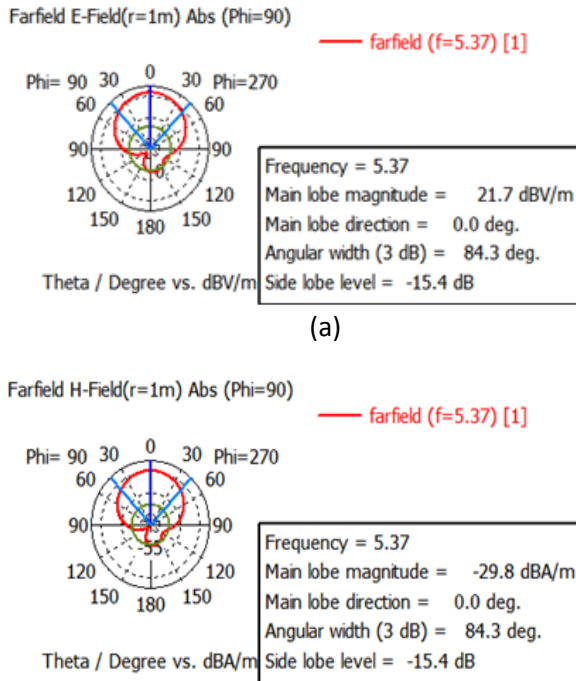 Farfield E-Field(r=1m) Abs (Phi=90)
farfield (f=5.37) [1]
0
Phi= 90 30 30 Phi=270
60 60
90 90
120 120
150 150
180
Theta / Degree vs. dBV/m
Frequency = 5.37
Main lobe magnitude = 21.7 dBV/m
Main lobe direction = 0.0 deg.
Angular width (3 dB) = 84.3 deg.
Side lobe level = -15.4 dB
(a)
Farfield H-Field(r=1m) Abs (Phi=90)
farfield (f=5.37) [1]
0
Phi= 90 30 30 Phi=270
60 60
90 90
120 120
150 150
180
Theta / Degree vs. dBA/m
Frequency = 5.37
Main lobe magnitude = -29.8 dBA/m
Main lobe direction = 0.0 deg.
Angular width (3 dB) = 84.3 deg.
Side lobe level = -15.4 dB